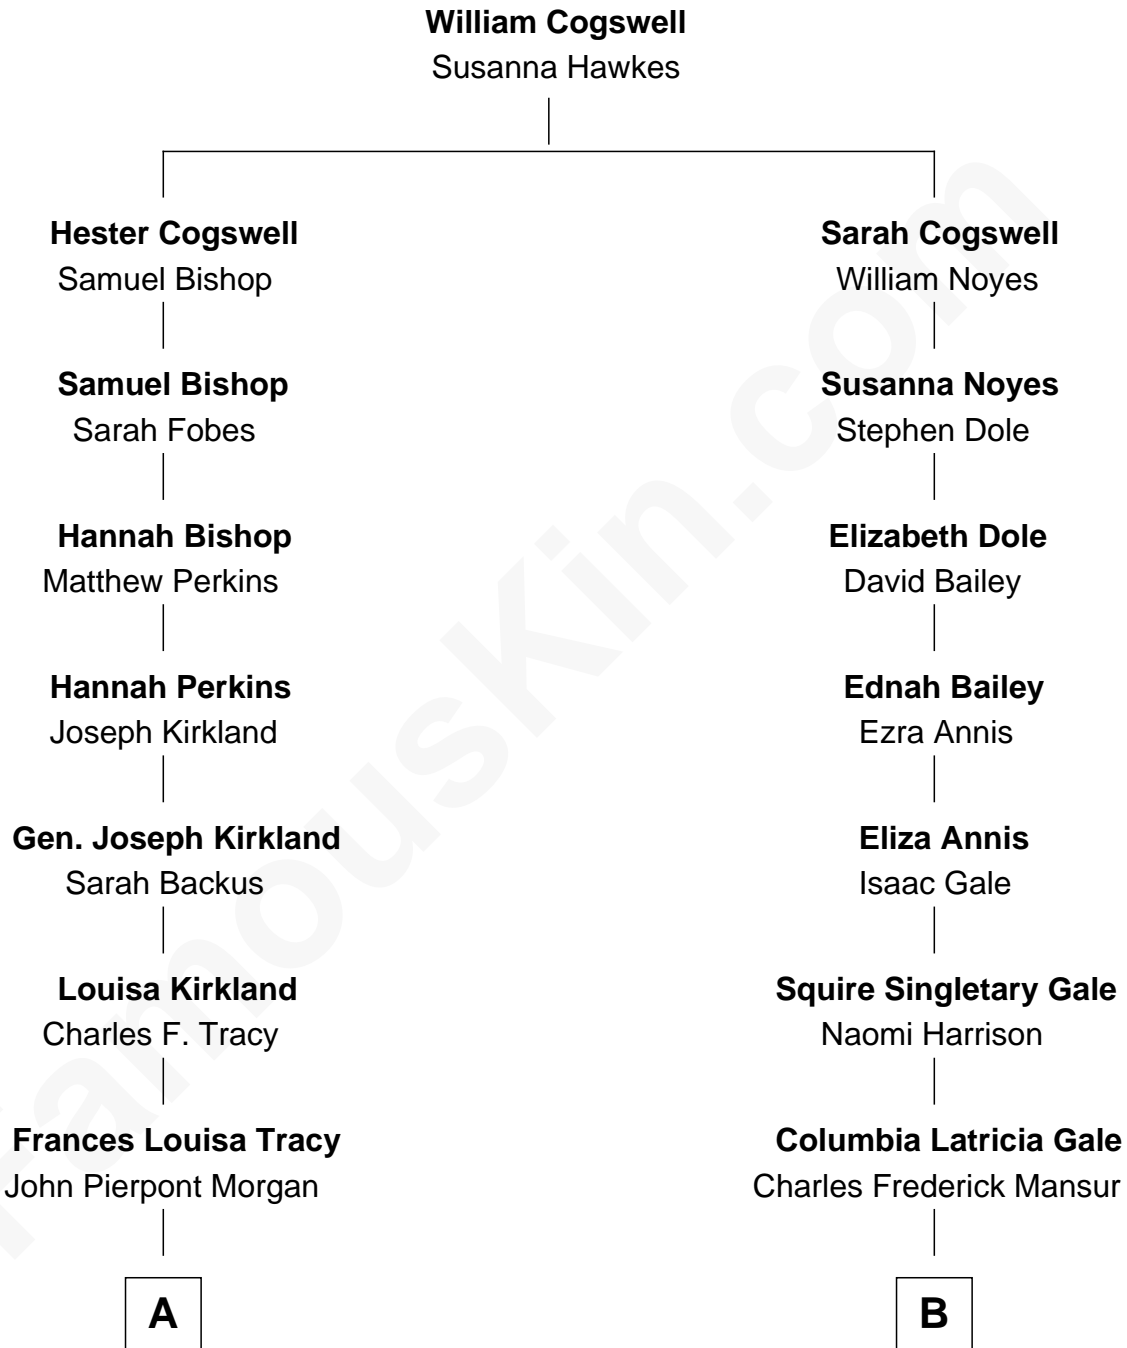 William Cogswell
Susanna Hawkes
Hester Cogswell
Samuel Bishop
Sarah Cogswell
William Noyes
Samuel Bishop
Sarah Fobes
Susanna Noyes
Stephen Dole
Hannah Bishop
Matthew Perkins
Elizabeth Dole
David Bailey
Hannah Perkins
Joseph Kirkland
Ednah Bailey
Ezra Annis
Gen. Joseph Kirkland
Sarah Backus
Eliza Annis
Isaac Gale
Louisa Kirkland
Charles F. Tracy
Squire Singletary Gale
Naomi Harrison
Frances Louisa Tracy
John Pierpont Morgan
Columbia Latricia Gale
Charles Frederick Mansur
A
B
FamousKin.com